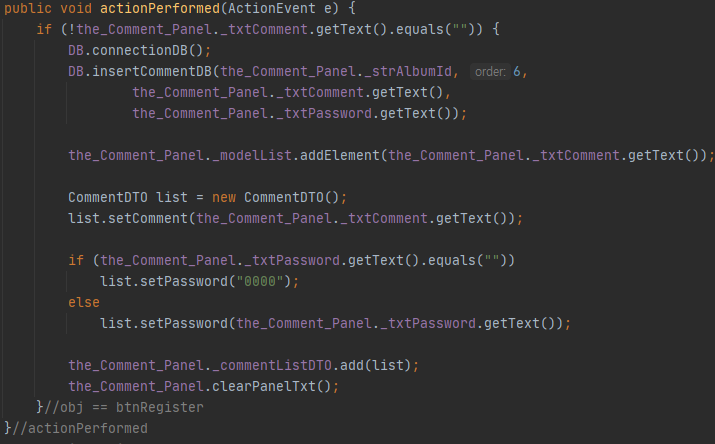 public void actionPerformed(ActionEvent e) {
if (!the_Comment_Panel._txtComment.getText().equals("")) {
DB.connectionDB();
DB.insertCommentDB(the_Comment_Panel._strAlbumId, order: 6,
the_Comment_Panel._txtComment.getText(),
the_Comment_Panel._txtPassword.getText());
the_Comment_Panel._modelList.addElement(the_Comment_Panel._txtComment.getText());
CommentDTO list = new CommentDTO();
list.setComment(the_Comment_Panel._txtComment.getText());
if (the_Comment_Panel._txtPassword.getText().equals(""))
list.setPassword("0000");
else
list.setPassword(the_Comment_Panel._txtPassword.getText());
the_Comment_Panel._commentListDTO.add(list);
the_Comment_Panel.clearPanelTxt();
}//obj == btnRegister
}//actionPerformed